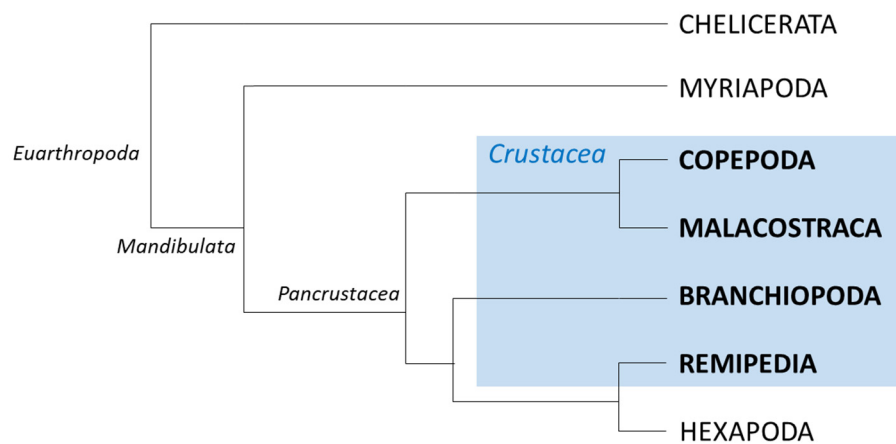 CHELICERATA
MYRIAPODA
Euarthropoda
Crustacea
COPEPODA
Mandibulata
MALACOSTRACA
Pancrustacea
BRANCHIOPODA
REMIPEDIA
HEXAPODA